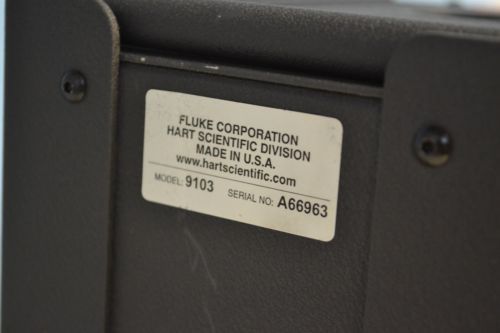 FLUKE CORPORATION
HART SCIENTIFIC DIVISION
MADE IN U.S.A.
www.hartscientific.com
MODEL: 9103 SERIAL NO: A66963